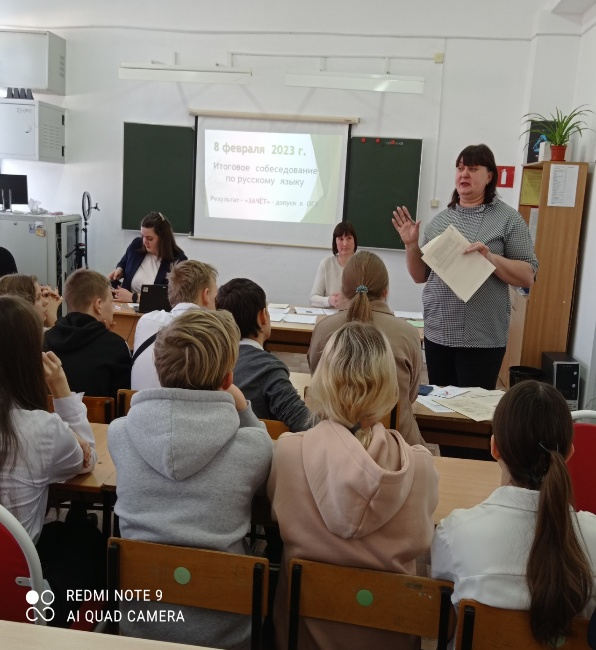 8 февраля 2023 г.
Итоговое собеседование
по русскому языку
Результат – «ЗАЧЁТ» - допуск к ОГЭ
REDMI NOTE 9
AI QUAD CAMERA